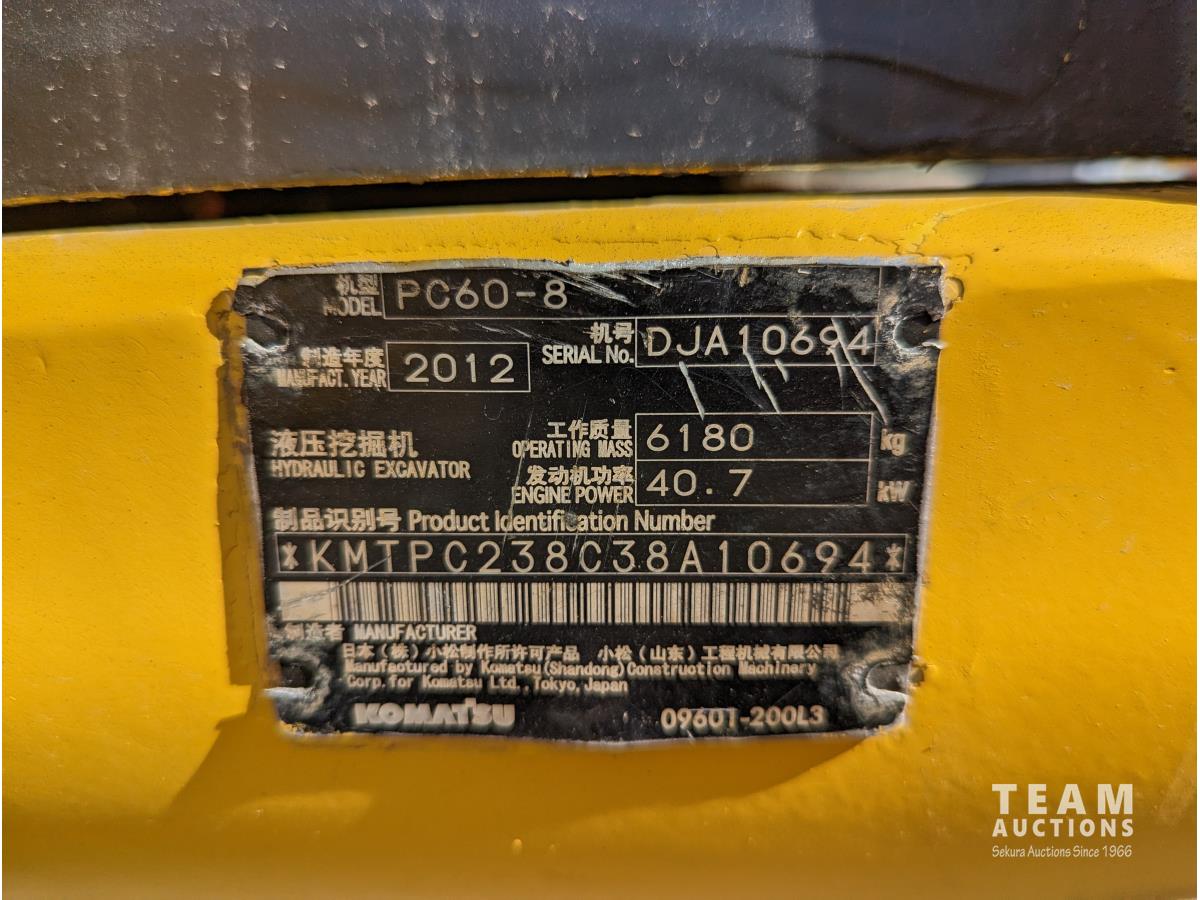 机型
MODEL PC60-8
机号
SERIAL No. DJA10694
制造年度
MANUFACT. YEAR 2012
液压挖掘机
HYDRAULIC EXCAVATOR
工作质量
OPERATING MASS 6180 kg
发动机功率
ENGINE POWER 40.7 kW
制品识别号 Product Identification Number
*KMTPC238C38A10694*
制造者 MANUFACTURER
日本（株）小松制作所许可产品 小松（山东）工程机械有限公司
Manufactured by Komatsu(Shandong)Construction Machinery
Corp.for Komatsu Ltd.,Tokyo,Japan
KOMATSU 09601-200L3
TEAM
AUCTIONS
Sekura Auctions Since 1966